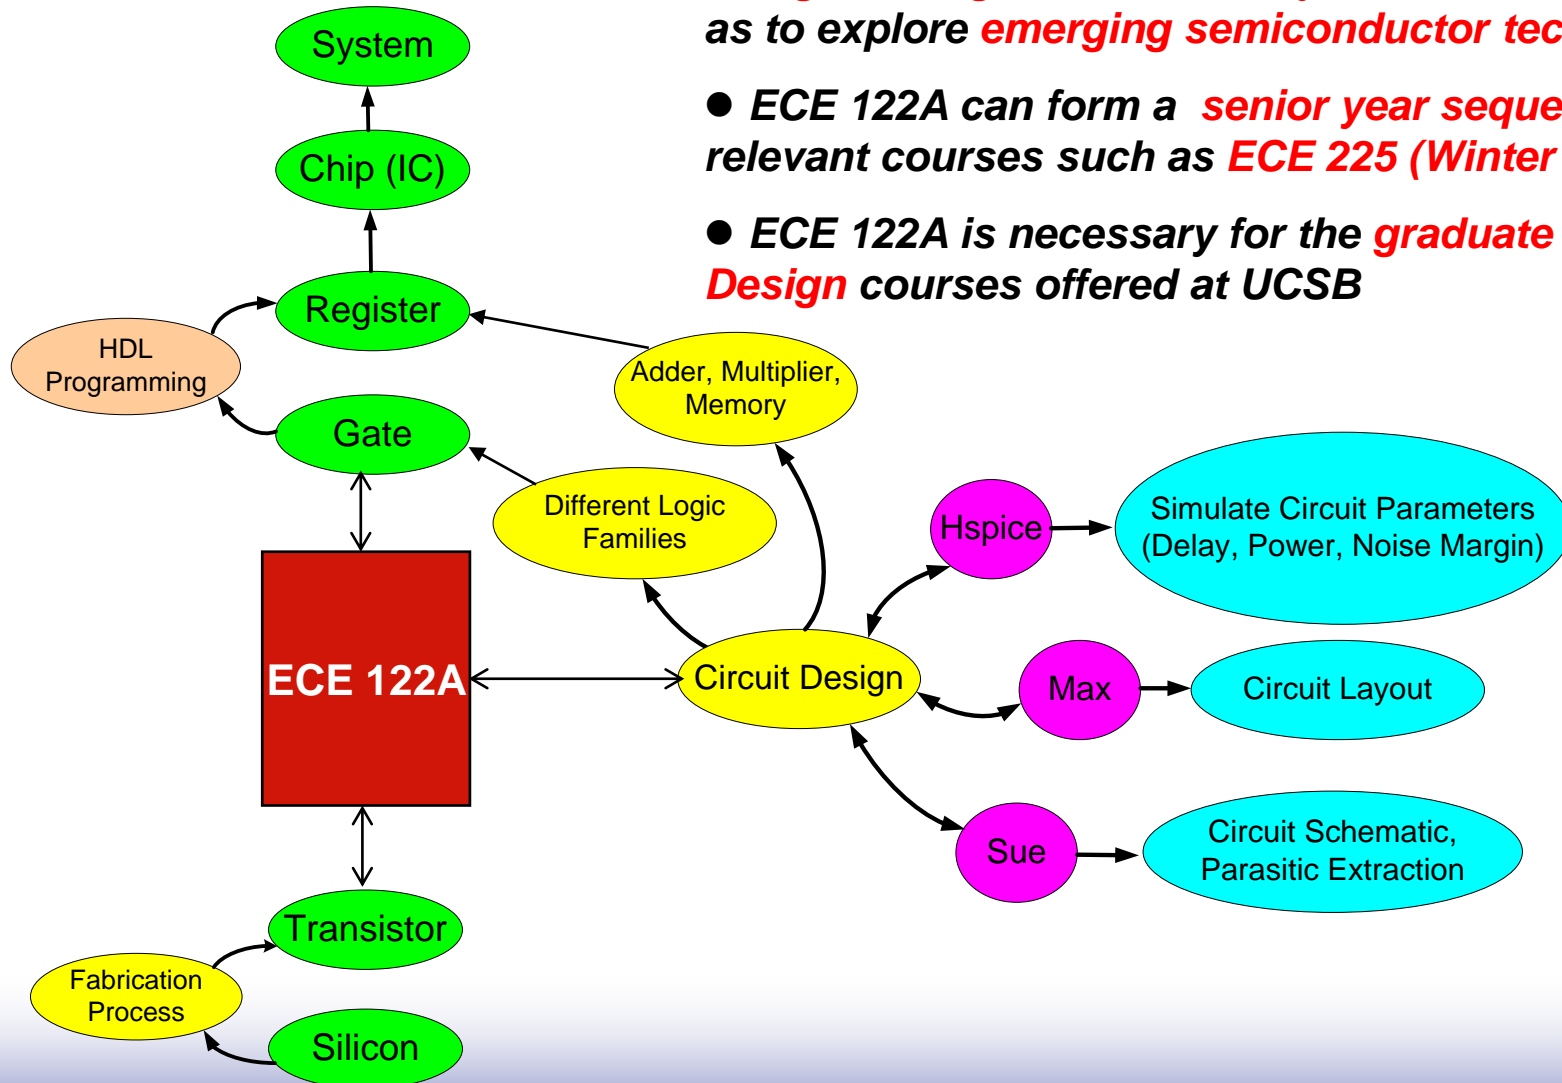 as to explore emerging semiconductor
● ECE 122A can form a senior year
relevant courses such as ECE 225 (Winter
● ECE 122A is necessary for the graduate
Design courses offered at UCSB
System
Chip (IC)
Register
HDL
Programming
Gate
Adder, Multiplier,
Memory
Different Logic
Families
Hspice
Simulate Circuit Parameters
(Delay, Power, Noise Margin)
ECE 122A
Circuit Design
Max
Circuit Layout
Sue
Circuit Schematic,
Parasitic Extraction
Transistor
Fabrication
Process
Silicon